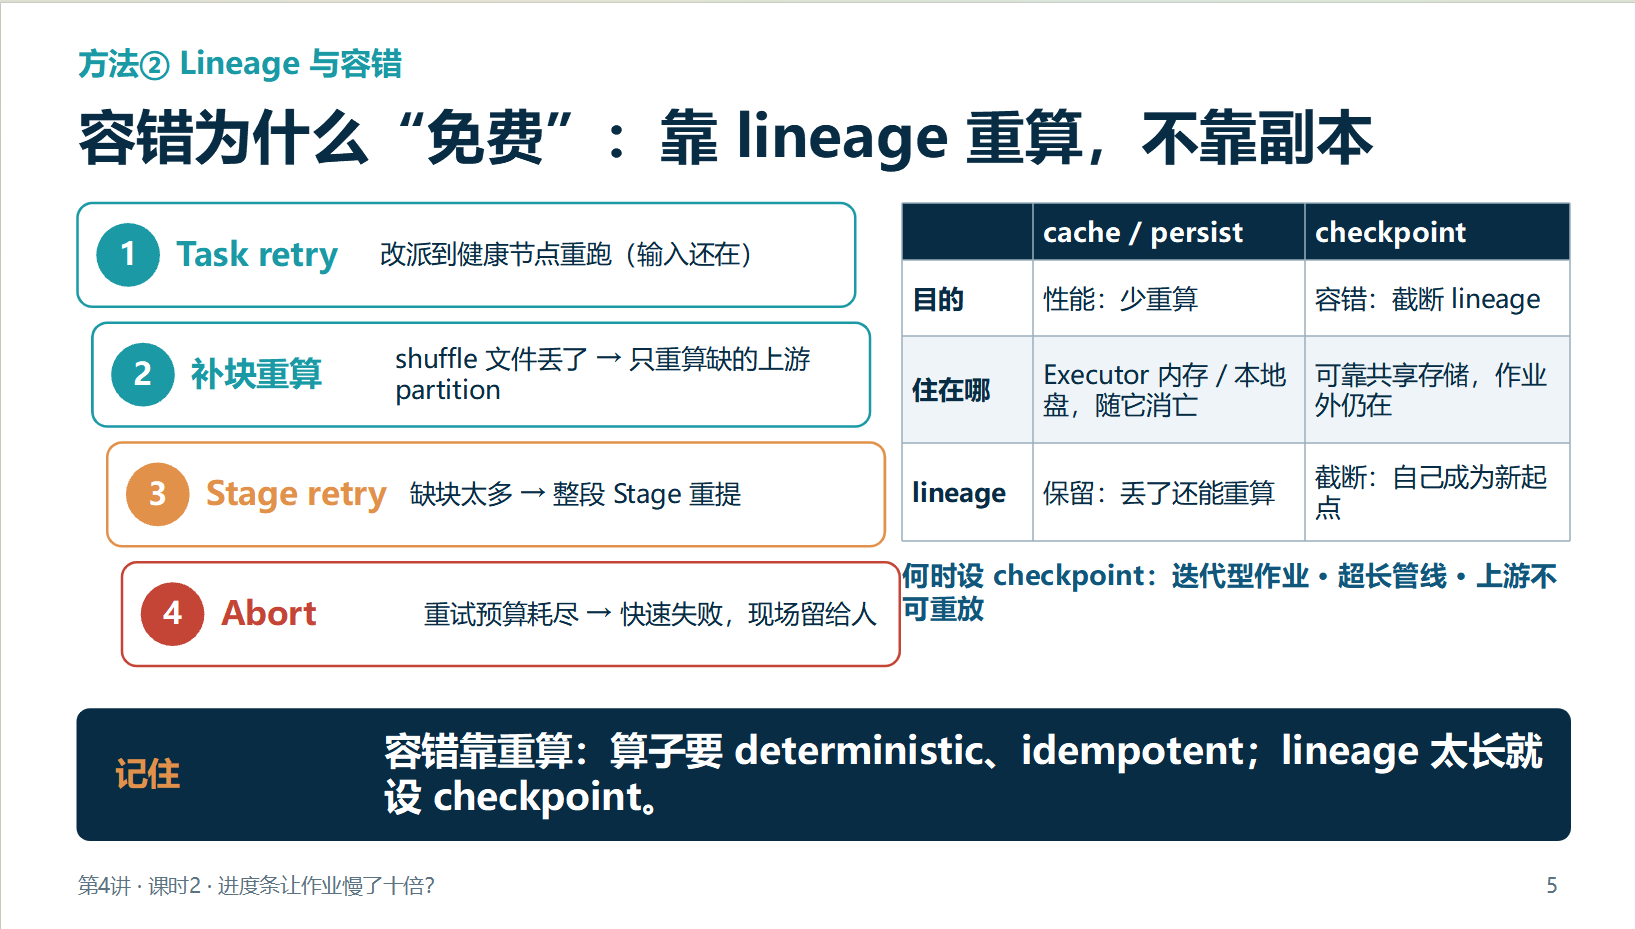 方法② Lineage 与容错
容错为什么“免费”：靠 lineage 重算，不靠副本
1 Task retry 改派到健康节点重跑（输入还在）
2 补块重算 shuffle 文件丢了 → 只重算缺的上游
partition
3 Stage retry 缺块太多 → 整段 Stage 重提
4 Abort 重试预算耗尽 → 快速失败，现场留给人
cache / persist checkpoint
目的 性能：少重算 容错：截断 lineage
住在哪 Executor 内存 / 本地
盘，随它消亡
可靠共享存储，作业
外仍在
lineage 保留：丢了还能重算 截断：自己成为新起
点
何时设 checkpoint：迭代型作业 • 超长管线 • 上游不
可重放
记住
容错靠重算：算子要 deterministic、idempotent；lineage 太长就
设 checkpoint。
第4讲 · 课时2 · 进度条让作业慢了十倍？
5